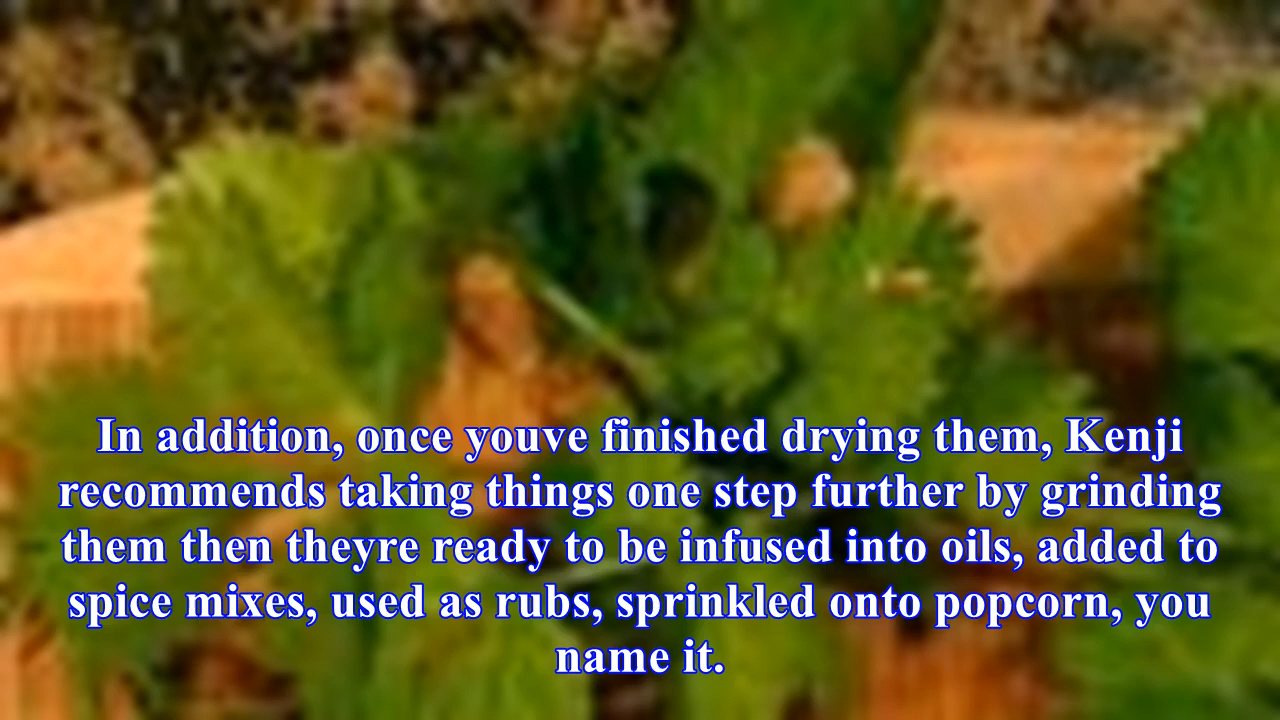 In addition, once youve finished drying them, Kenji
recommends taking things one step further by grinding
them then theyre ready to be infused into oils, added to
spice mixes, used as rubs, sprinkled onto popcorn, you
name it.